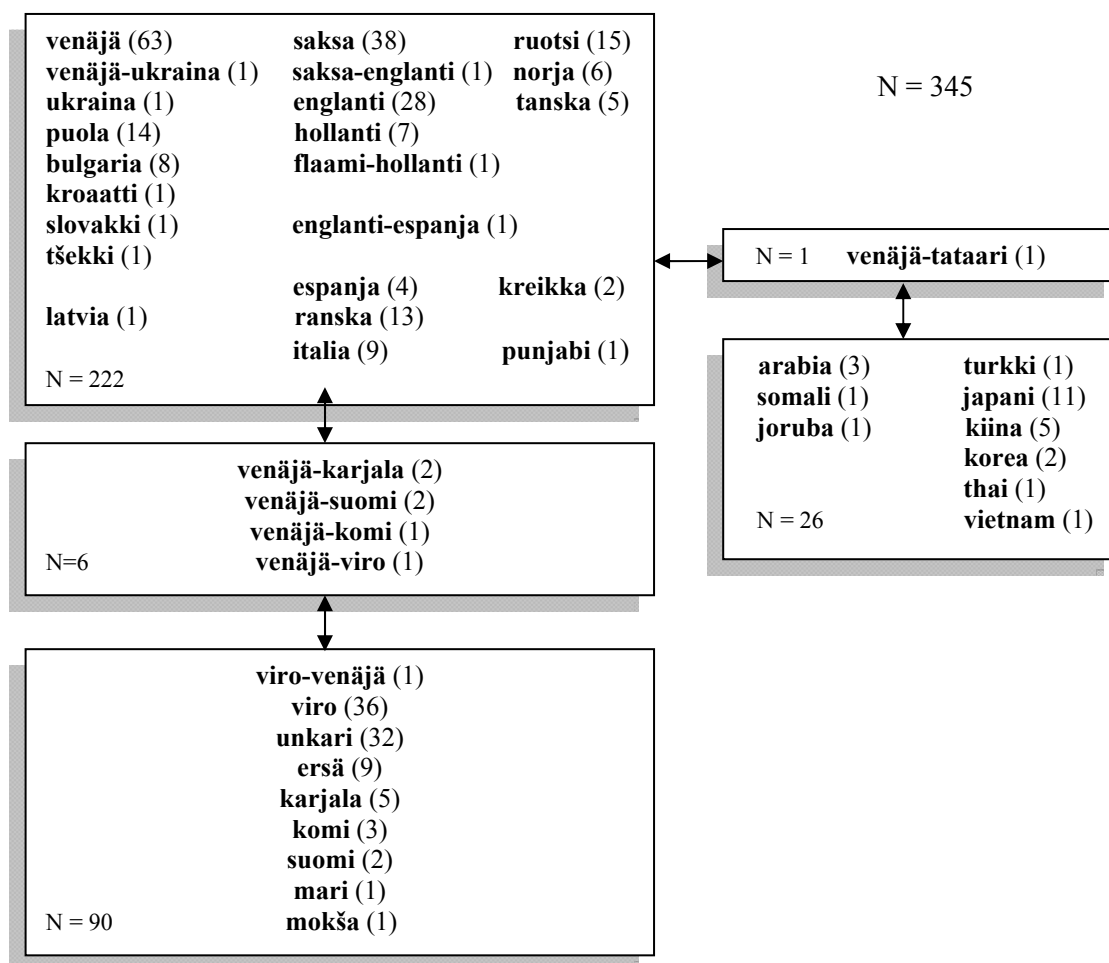 venäjä (63) saksa (38) ruotsi (15)
venäjä-ukraina (1) saksa-englanti (1) norja (6)
ukraina (1) englanti (28) tanska (5)
puola (14) hollanti (7)
bulgaria (8) flaami-hollanti (1)
kroaatti (1)
slovakki (1) englanti-espanja (1)
tšekki (1)
espanja (4) kreikka (2)
latvia (1) ranska (13)
italia (9) punjabi (1)
N = 222
N = 345
N = 1 venäjä-tataari (1)
arabia (3) turkki (1)
somali (1) japani (11)
joruba (1) kiina (5)
korea (2)
thai (1)
N = 26 vietnam (1)
venäjä-karjala (2)
venäjä-suomi (2)
venäjä-komi (1)
N=6 venäjä-viro (1)
viro-venäjä (1)
viro (36)
unkari (32)
ersä (9)
karjala (5)
komi (3)
suomi (2)
mari (1)
N = 90 mokša (1)